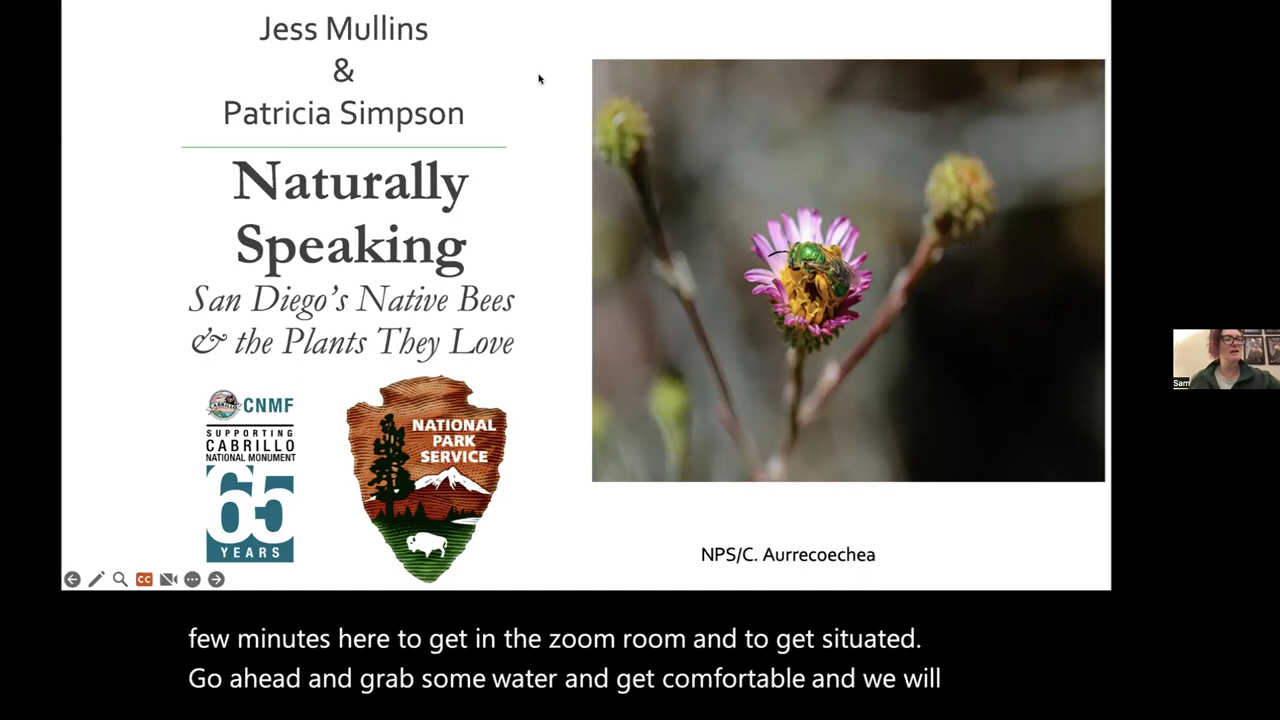 Jess Mullins
&
Patricia Simpson
Naturally
Speaking
San Diego's Native Bees
& the Plants They Love
CNMF
SUPPORTING
CABRILLO
NATIONAL MONUMENT
65
YEARS
NATIONAL
PARK
SERVICE
NPS/C. Aurrecoechea
CC
Sam
few minutes here to get in the zoom room and to get situated.
Go ahead and grab some water and get comfortable and we will